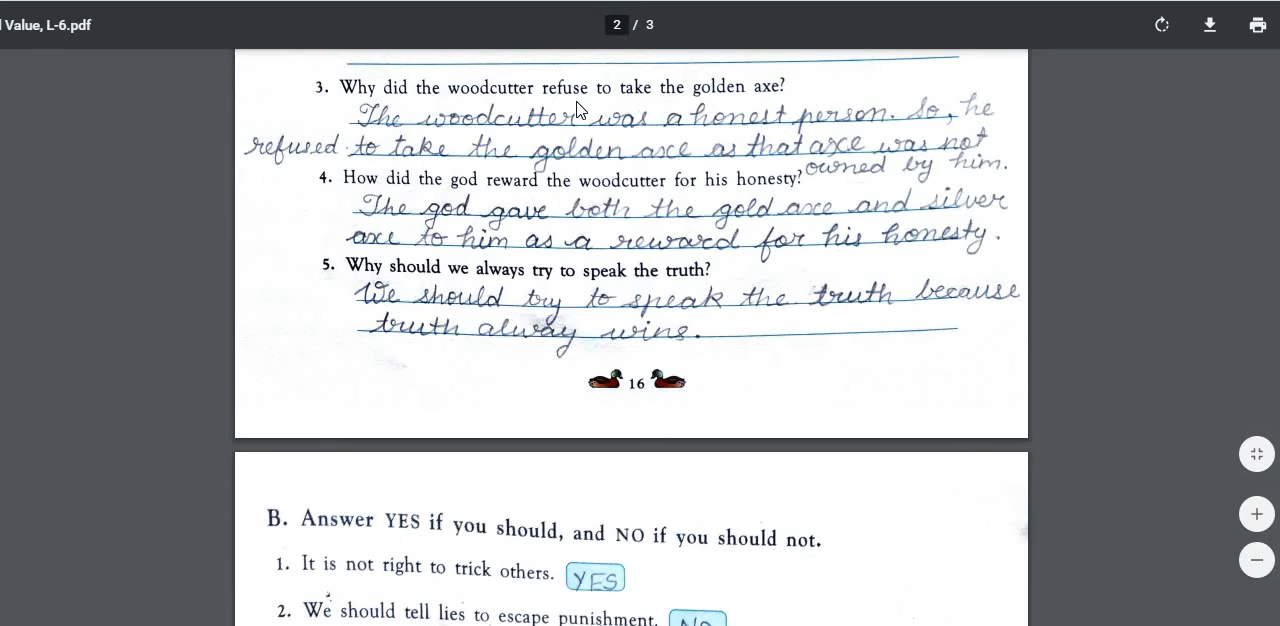 l Value, L-6.pdf
2 / 3
3. Why did the woodcutter refuse to take the golden axe?
The woodcutter was a honest person. So, he
refused to take the golden axe as that axe was not
owned by him.
4. How did the god reward the woodcutter for his honesty?
The god gave both the gold axe and silver
axe to him as a reward for his honesty.
5. Why should we always try to speak the truth?
We should try to speak the truth because
truth alway wins.
16
B. Answer YES if you should, and NO if you should not.
1. It is not right to trick others. YES
2. We should tell lies to escape punishment. NO